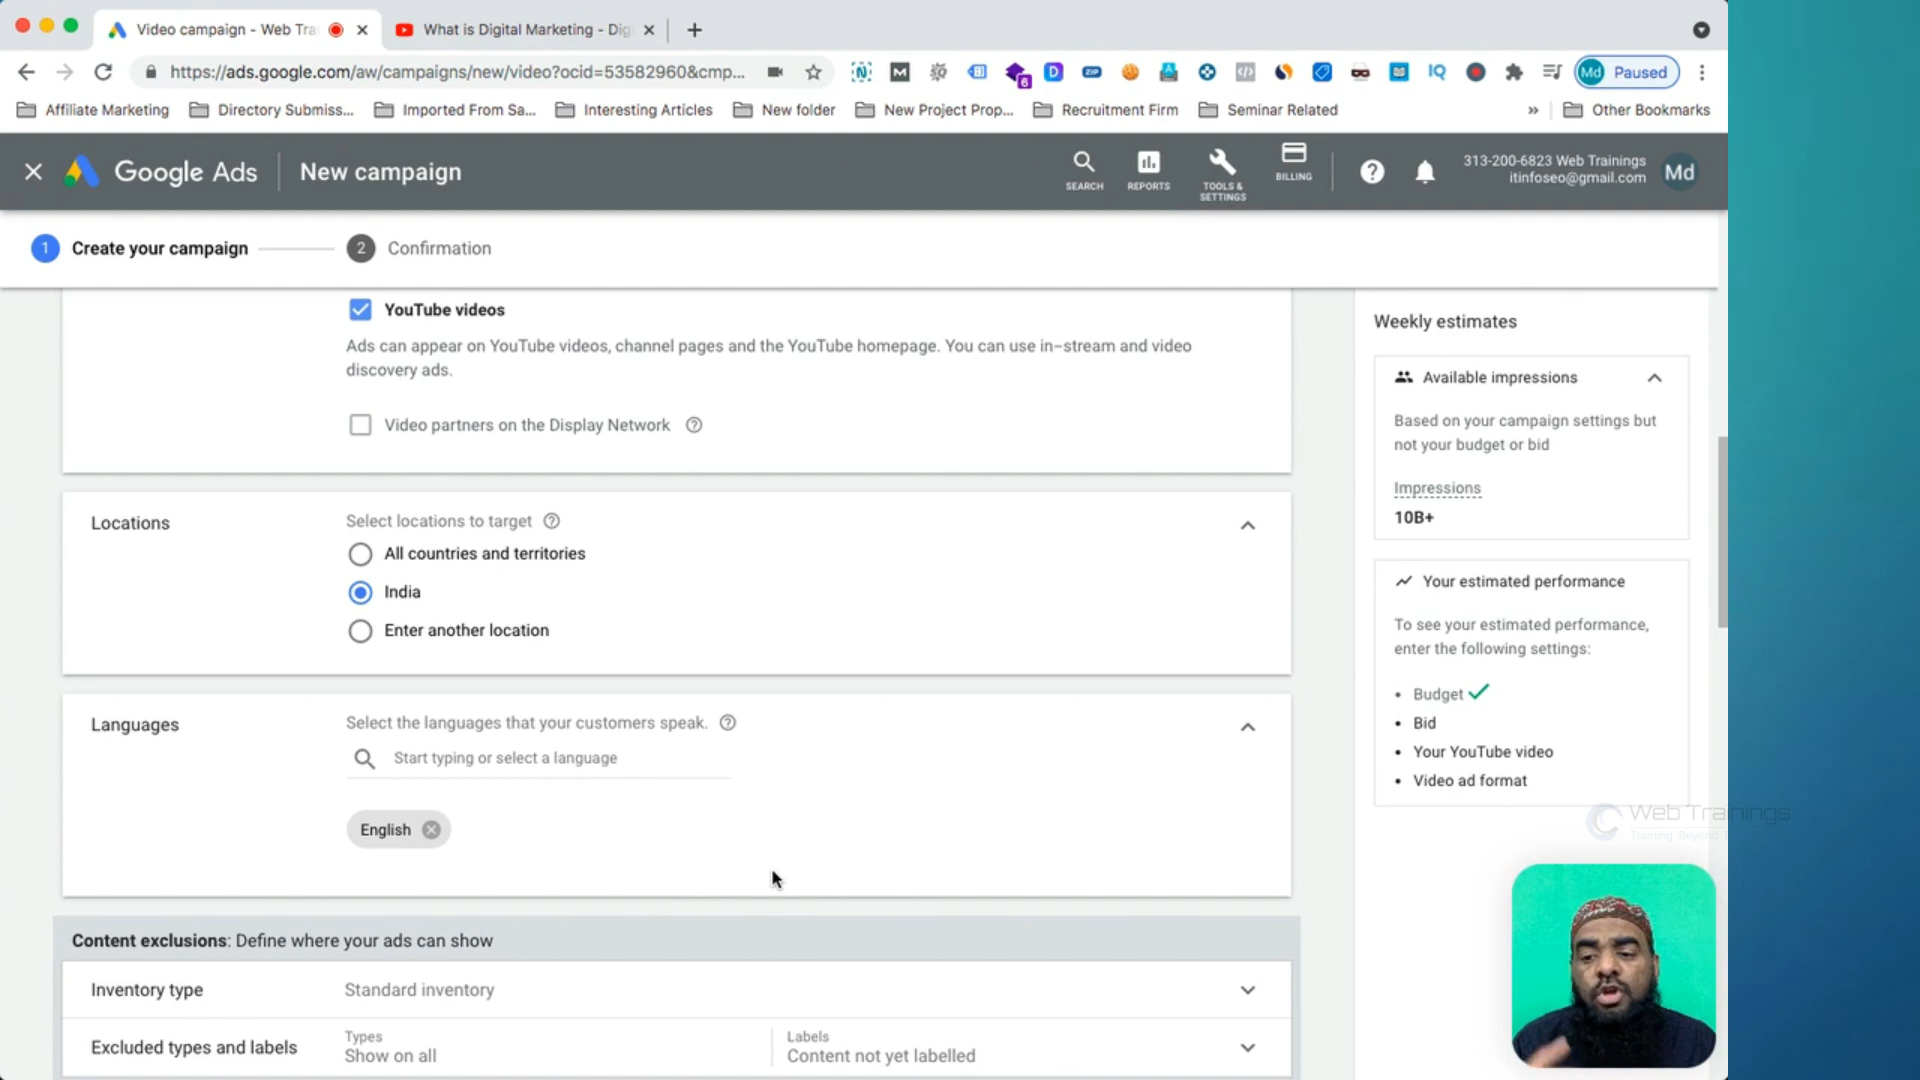 Video campaign - Web Tra
What is Digital Marketing - Dig
https://ads.google.com/aw/campaigns/new/video?ocid=53582960&cmp...
6
D
ZIP
IQ
Md Paused
Affiliate Marketing
Directory Submiss...
Imported From Sa...
Interesting Articles
New folder
New Project Prop...
Recruitment Firm
Seminar Related
»
Other Bookmarks
Google Ads
New campaign
SEARCH
REPORTS
TOOLS & SETTINGS
BILLING
313-200-6823 Web Trainings
itinfoseo@gmail.com
Md
1 Create your campaign
2 Confirmation
YouTube videos
Ads can appear on YouTube videos, channel pages and the YouTube homepage. You can use in-stream and video
discovery ads.
Video partners on the Display Network
Locations
Select locations to target
All countries and territories
India
Enter another location
Languages
Select the languages that your customers speak.
Start typing or select a language
English
Content exclusions: Define where your ads can show
Inventory type
Standard inventory
Excluded types and labels
Types
Show on all
Labels
Content not yet labelled
Weekly estimates
Available impressions
Based on your campaign settings but
not your budget or bid
Impressions
10B+
Your estimated performance
To see your estimated performance,
enter the following settings:
• Budget
• Bid
• Your YouTube video
• Video ad format
Web Trainings
Training Beyond